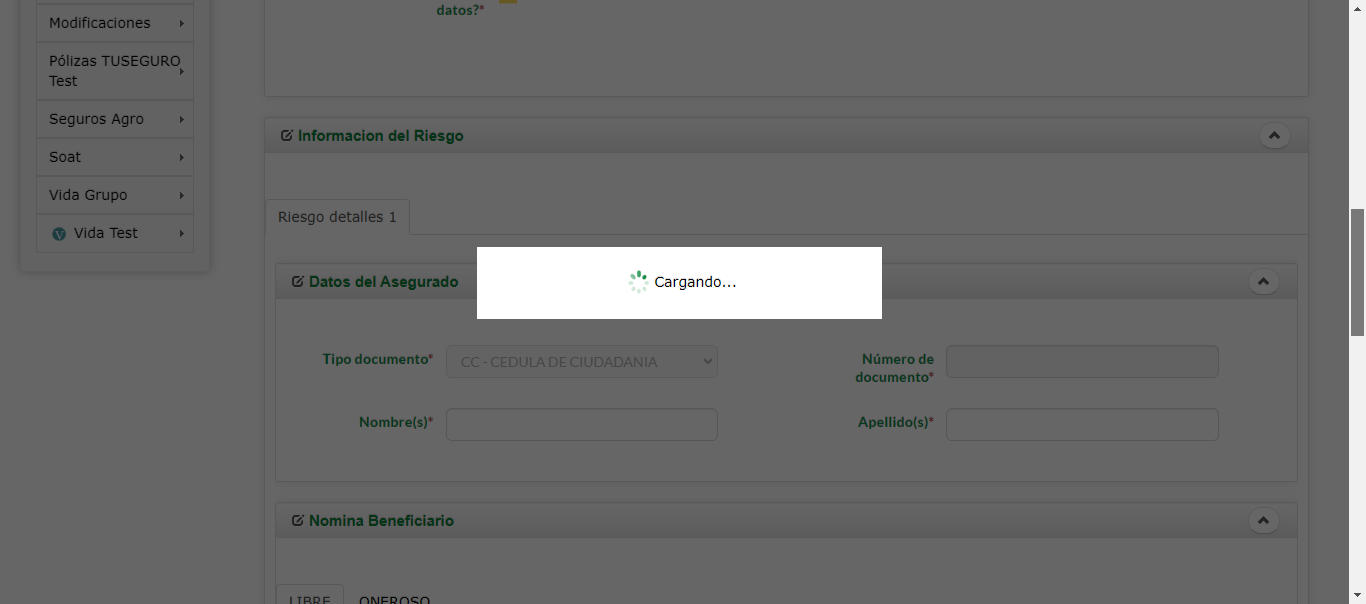 Modificaciones
Pólizas TUSEGURO
Test
Seguros Agro
Soat
Vida Grupo
V Vida Test
datos?*
Informacion del Riesgo
Riesgo detalles 1
Datos del Asegurado
Cargando...
Tipo documento* CC - CEDULA DE CIUDADANIA
Número de
documento*
Nombre(s)*
Apellido(s)*
Nomina Beneficiario
LIBRE ONEROSO